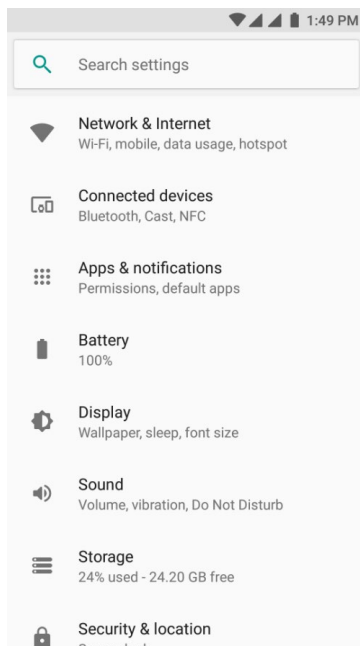 1:49 PM
Search settings
Network & Internet
Wi-Fi, mobile, data usage, hotspot
Connected devices
Bluetooth, Cast, NFC
Apps & notifications
Permissions, default apps
Battery
100%
Display
Wallpaper, sleep, font size
Sound
Volume, vibration, Do Not Disturb
Storage
24% used - 24.20 GB free
Security & location